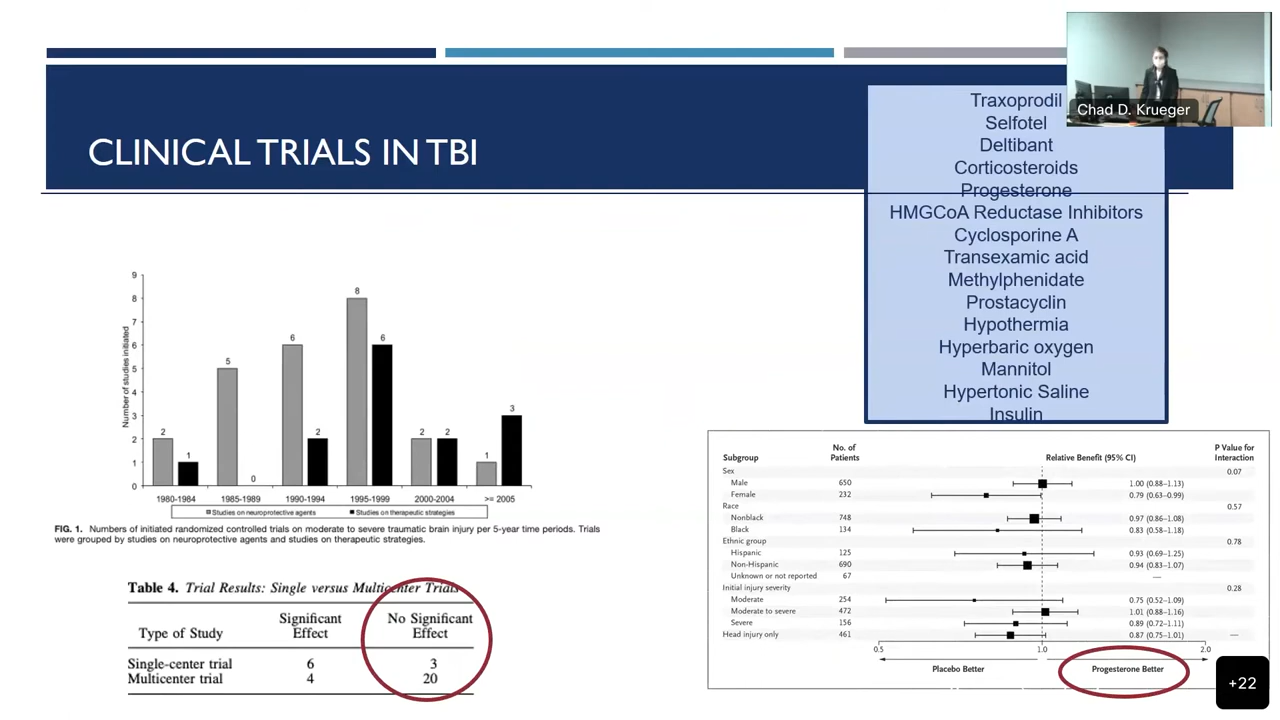 CLINICAL TRIALS IN TBI
Chad D. Krueger
Traxoprodil
Selfotel
Deltibant
Corticosteroids
Progesterone
HMGCoA Reductase Inhibitors
Cyclosporine A
Transexamic acid
Methylphenidate
Prostacyclin
Hypothermia
Hyperbaric oxygen
Mannitol
Hypertonic Saline
Insulin
Number of studies initiated
9
8
7
6
5
4
3
2
1
0
2 1 5 0 6 2 8 6 2 2 1 3
1980-1984 1985-1989 1990-1994 1995-1999 2000-2004 >= 2005
Studies on neuroprotective agents Studies on therapeutic strategies
FIG. 1. Numbers of initiated randomized controlled trials on moderate to severe traumatic brain injury per 5-year time periods. Trials
were grouped by studies on neuroprotective agents and studies on therapeutic strategies.
Table 4. Trial Results: Single versus Multicenter Trials
Significant No Significant
Type of Study Effect Effect
Single-center trial 6 3
Multicenter trial 4 20
No. of P Value for
Subgroup Patients Relative Benefit (95% CI) Interaction
Sex 0.07
Male 650 1.00 (0.88–1.13)
Female 232 0.79 (0.63–0.99)
Race 0.57
Nonblack 748 0.97 (0.86–1.08)
Black 134 0.83 (0.58–1.18)
Ethnic group 0.78
Hispanic 125 0.93 (0.69–1.25)
Non-Hispanic 690 0.94 (0.83–1.07)
Unknown or not reported 67 —
Initial injury severity 0.28
Moderate 254 0.75 (0.52–1.09)
Moderate to severe 472 1.01 (0.88–1.16)
Severe 156 0.89 (0.72–1.11)
Head injury only 461 0.87 (0.75–1.01) —
0.5 1.0 2.0
Placebo Better Progesterone Better
+22